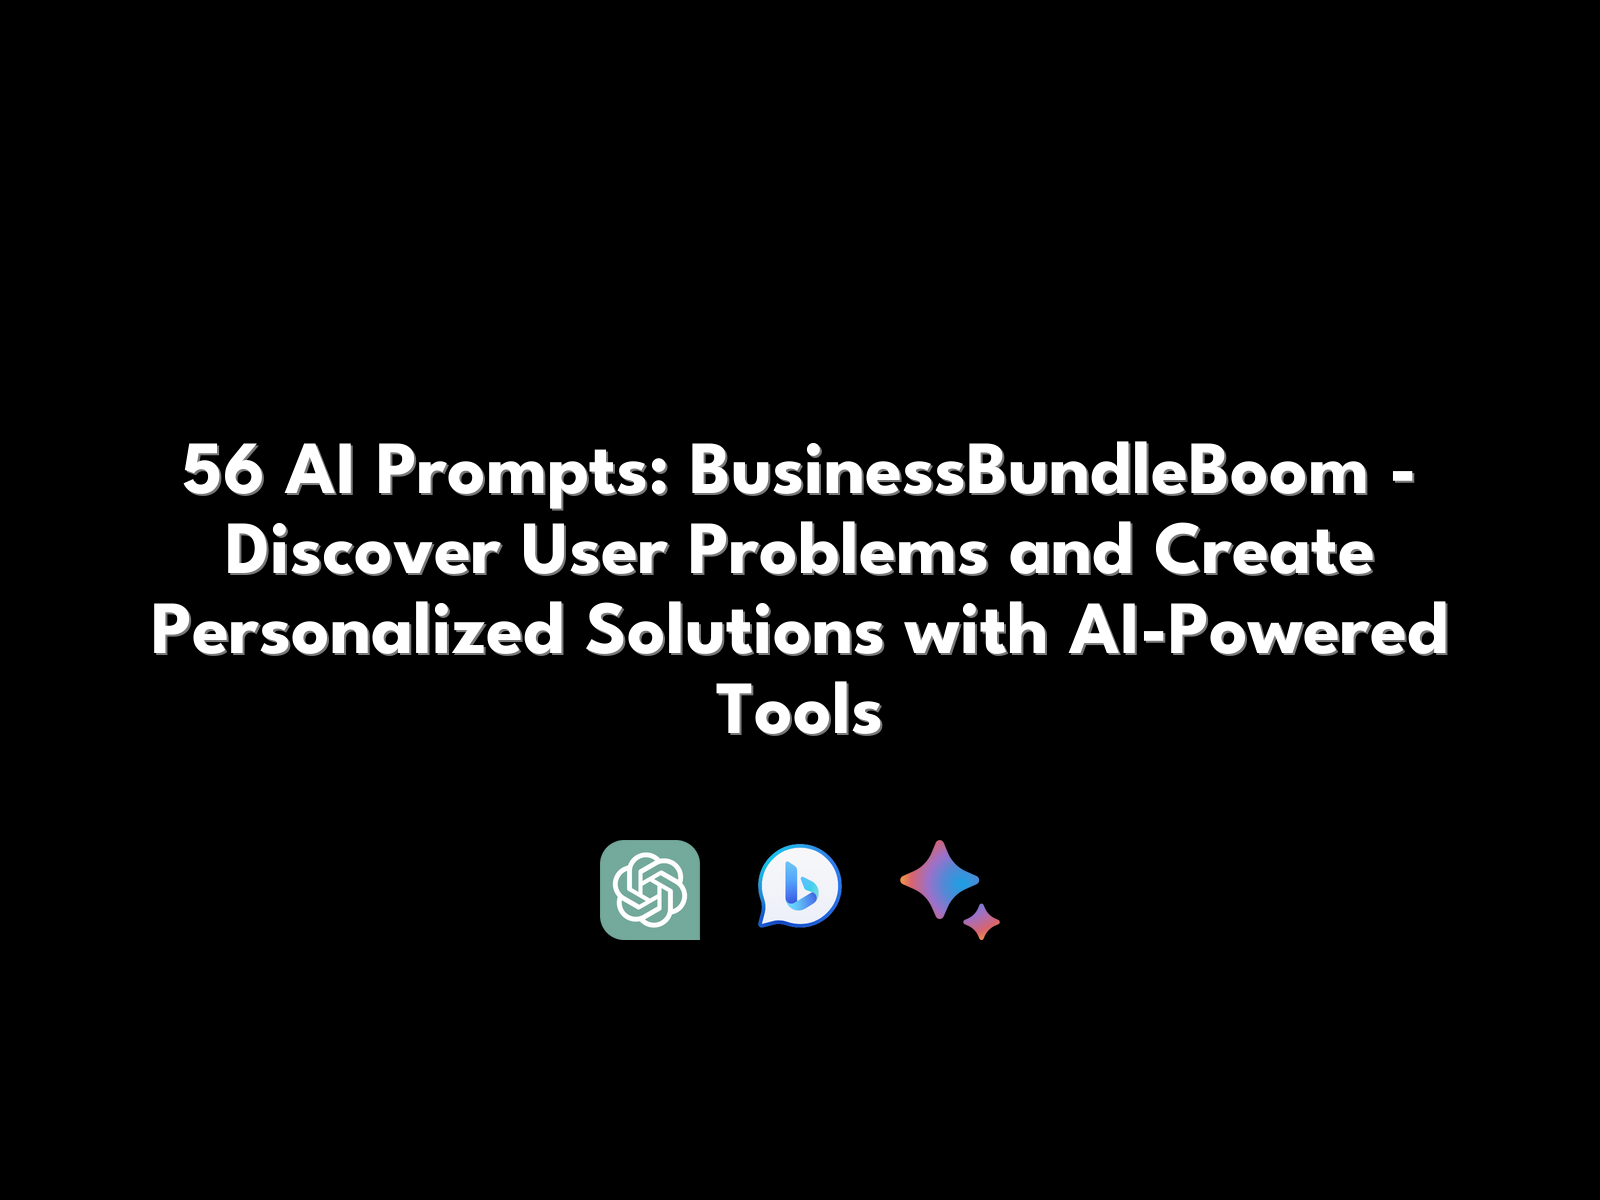 56 AI Prompts: BusinessBundleBoom -
Discover User Problems and Create
Personalized Solutions with AI-Powered
Tools